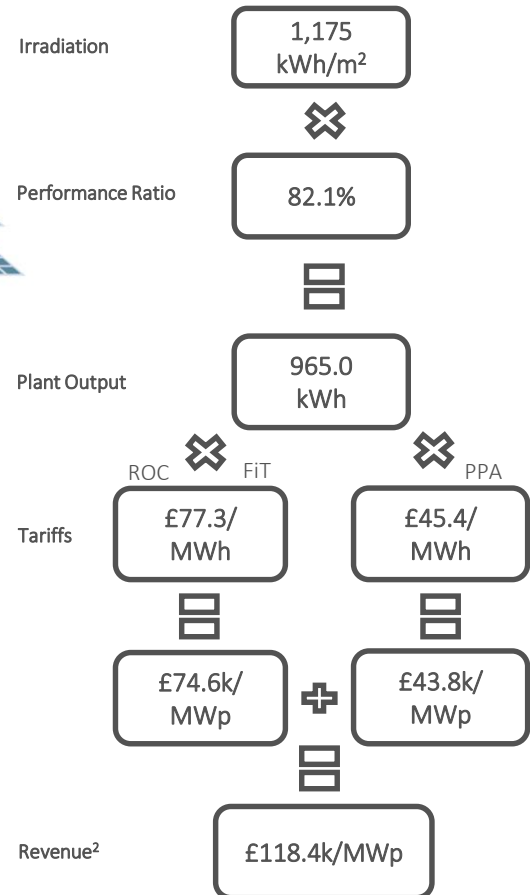 Irradiation
1,175
kWh/m²
Performance Ratio
82.1%
Plant Output
965.0
kWh
ROC FiT PPA
Tariffs
£77.3/
MWh
£45.4/
MWh
£74.6k/
MWp
£43.8k/
MWp
Revenue²
£118.4k/MWp